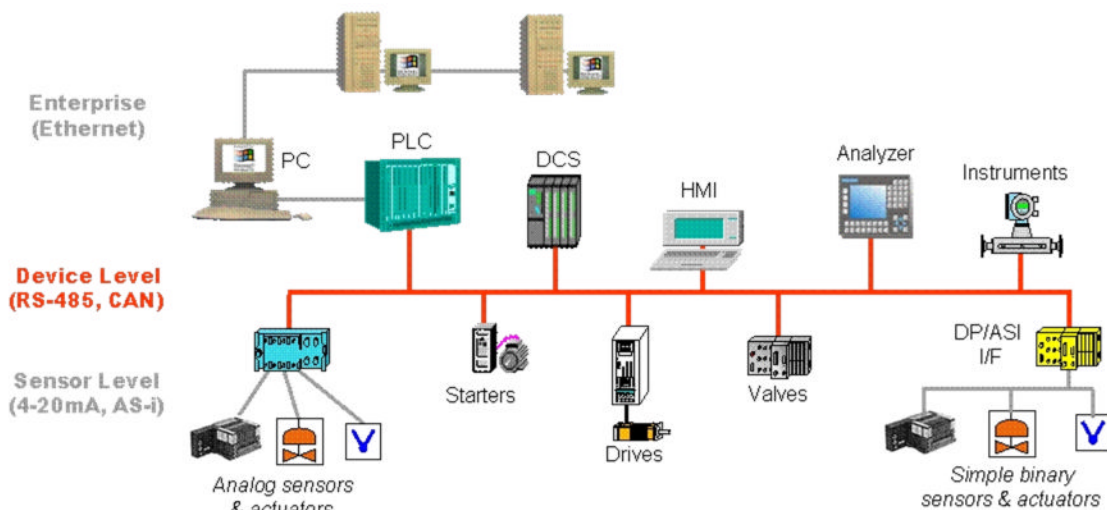 Enterprise
(Ethernet)
PC
PLC
DCS
HMI
Analyzer
Instruments
Device Level
(RS-485, CAN)
DP/ASI
I/F
Sensor Level
(4-20mA, AS-i)
Starters
Valves
Drives
Analog sensors
& actuators
Simple binary
sensors & actuators